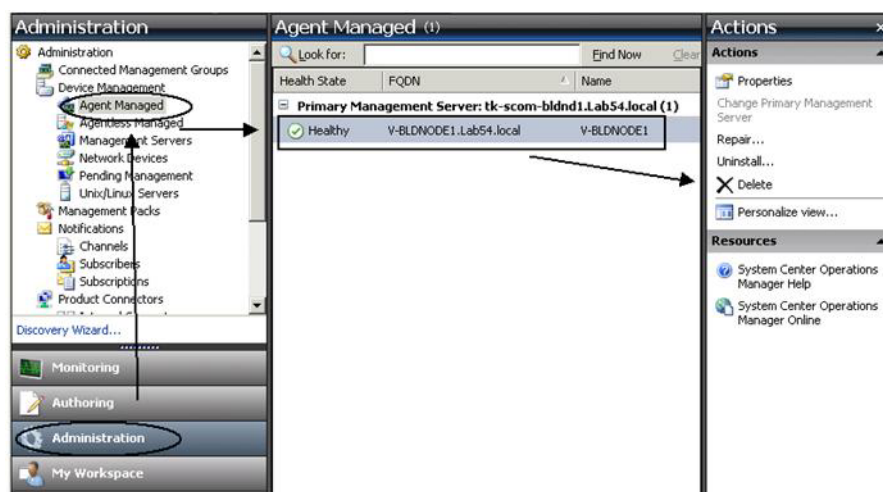 Administration
Administration
Connected Management Groups
Device Management
Agent Managed
Agentless Managed
Management Servers
Network Devices
Pending Management
Unix/Linux Servers
Management Packs
Notifications
Channels
Subscribers
Subscriptions
Product Connectors
Discovery Wizard...
Monitoring
Authoring
Administration
My Workspace
Agent Managed (1)
Look for:
Find Now
Clear
Health State
FQDN
Name
Primary Management Server: tk-scom-bldnd1.Lab54.local (1)
Healthy
V-BLDNODE1.Lab54.local
V-BLDNODE1
Actions
Actions
Properties
Change Primary Management
Server
Repair...
Uninstall...
Delete
Personalize view...
Resources
System Center Operations
Manager Help
System Center Operations
Manager Online